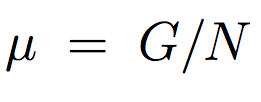 μ = G/N